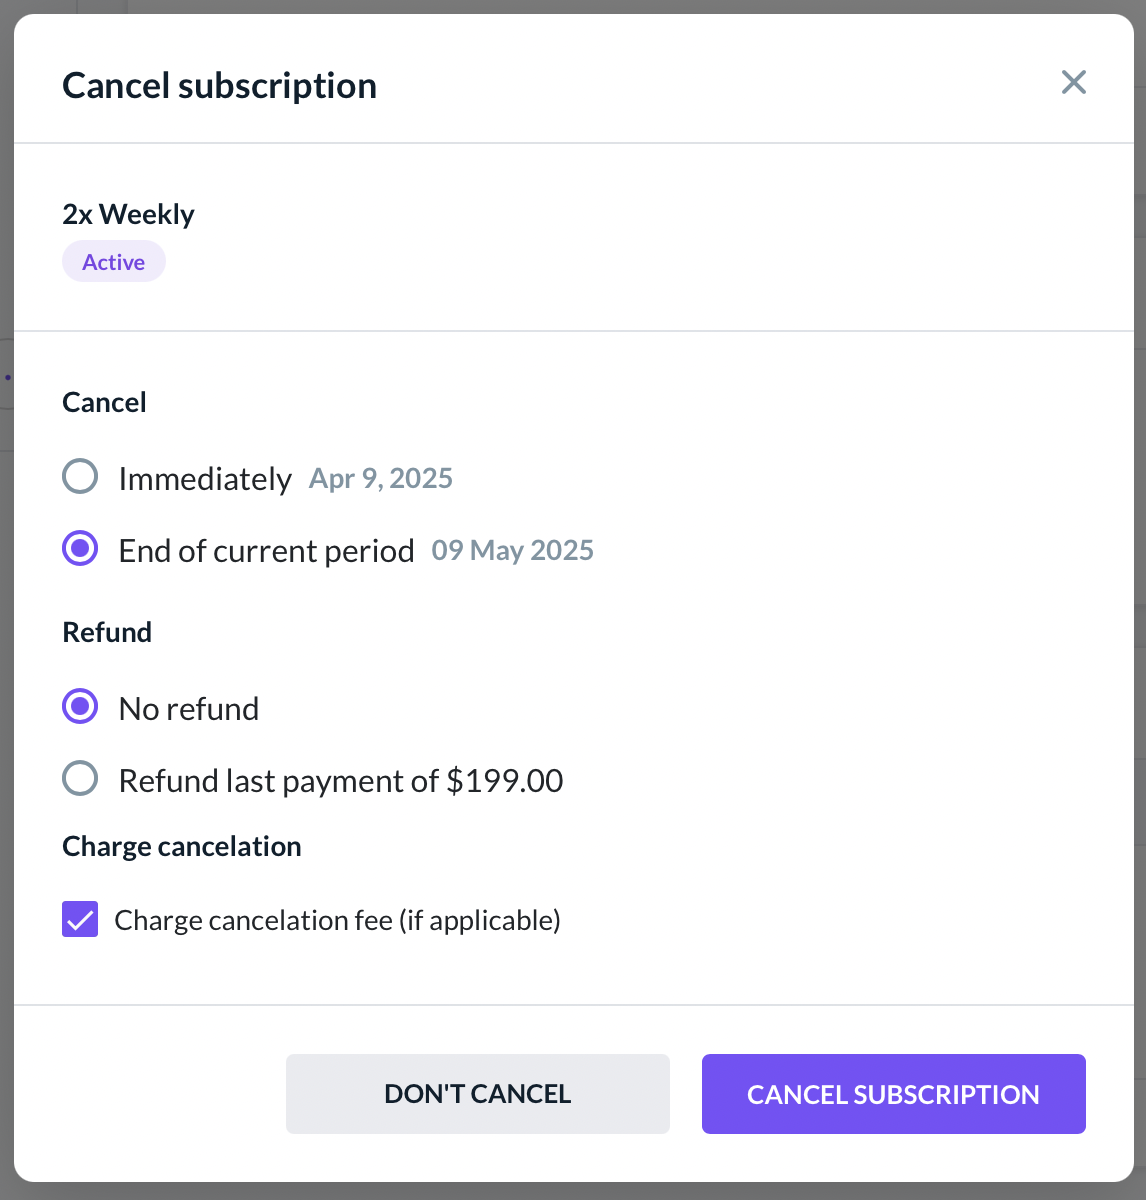 Cancel subscription
2x Weekly
Active
Cancel
Immediately Apr 9, 2025
End of current period 09 May 2025
Refund
No refund
Refund last payment of $199.00
Charge cancelation
Charge cancelation fee (if applicable)
DON'T CANCEL CANCEL SUBSCRIPTION